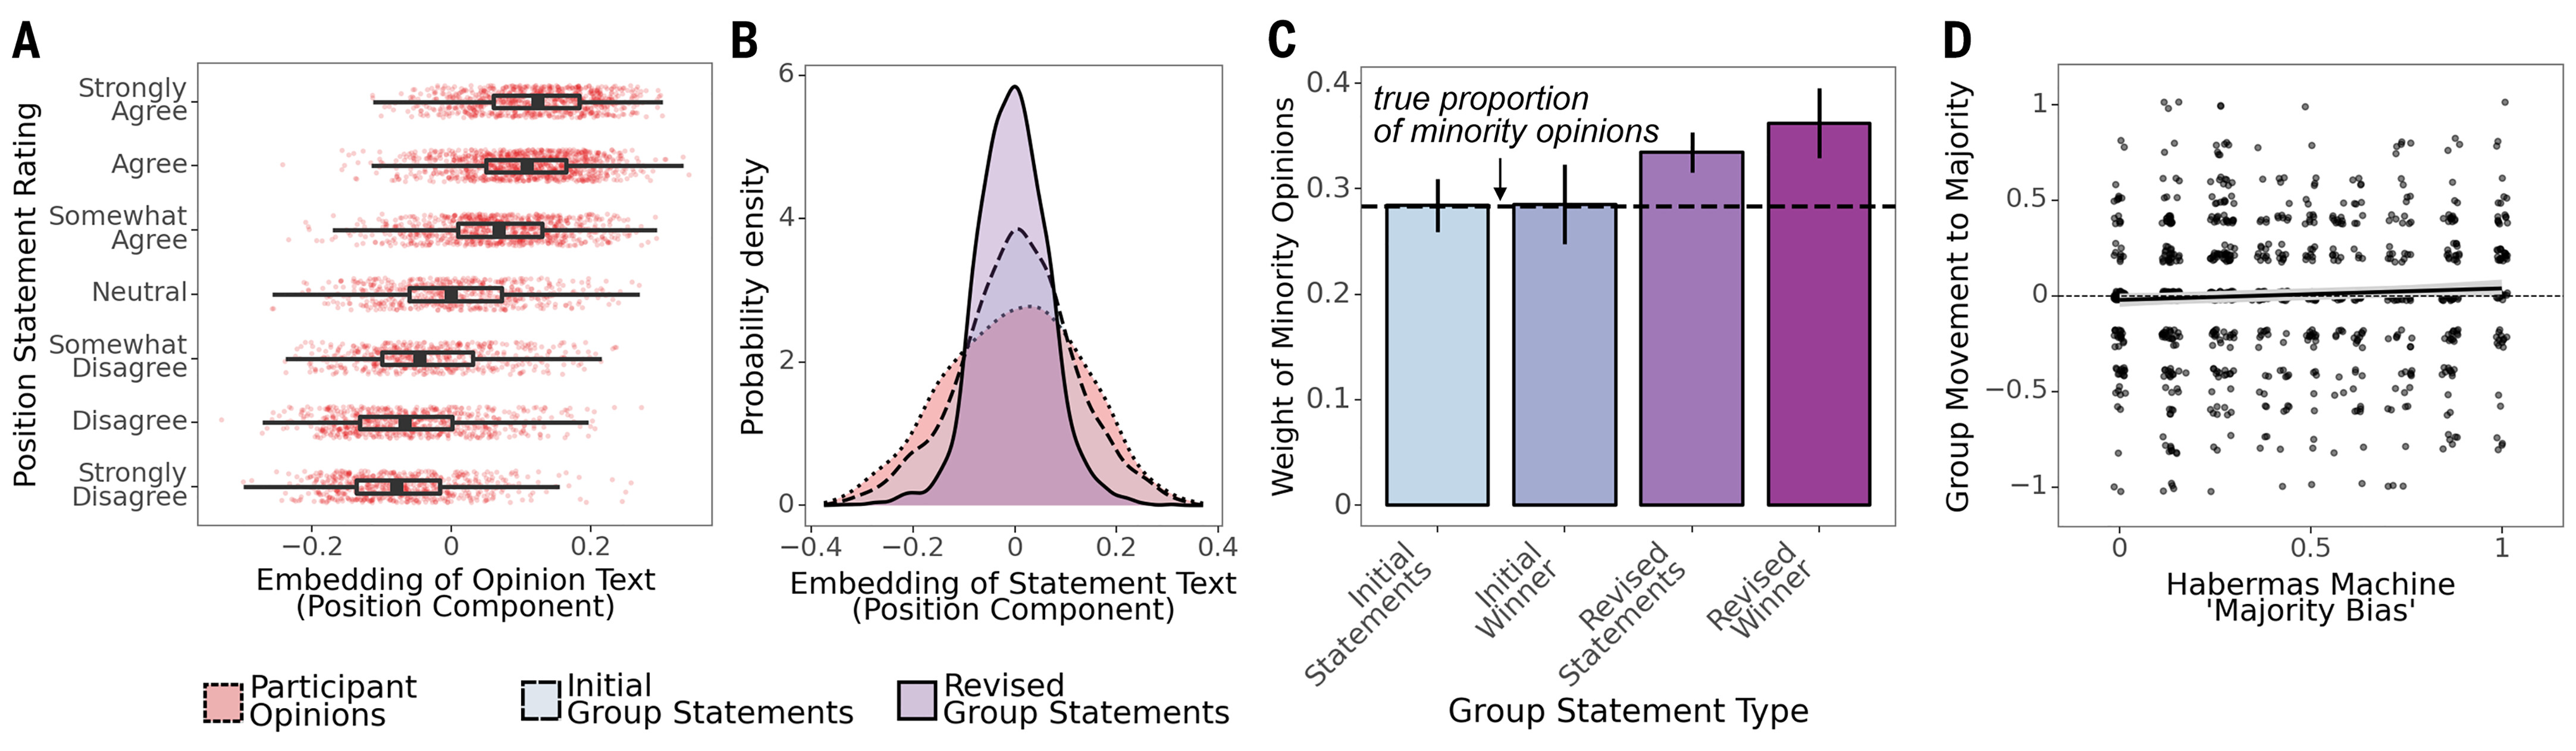 A
Position Statement Rating
Strongly
Agree
Agree
Somewhat
Agree
Neutral
Somewhat
Disagree
Disagree
Strongly
Disagree
−0.2
0
0.2
Embedding of Opinion Text
(Position Component)
B
Probability density
6
4
2
0
−0.4
−0.2
0
0.2
0.4
Embedding of Statement Text
(Position Component)
Participant
Opinions
Initial
Group Statements
Revised
Group Statements
C
Weight of Minority Opinions
0.4
0.3
0.2
0.1
0
true proportion
of minority opinions
Initial
Statements
Initial
Winner
Revised
Statements
Revised
Winner
Group Statement Type
D
Group Movement to Majority
1
0.5
0
−0.5
−1
0
0.5
1
Habermas Machine
'Majority Bias'